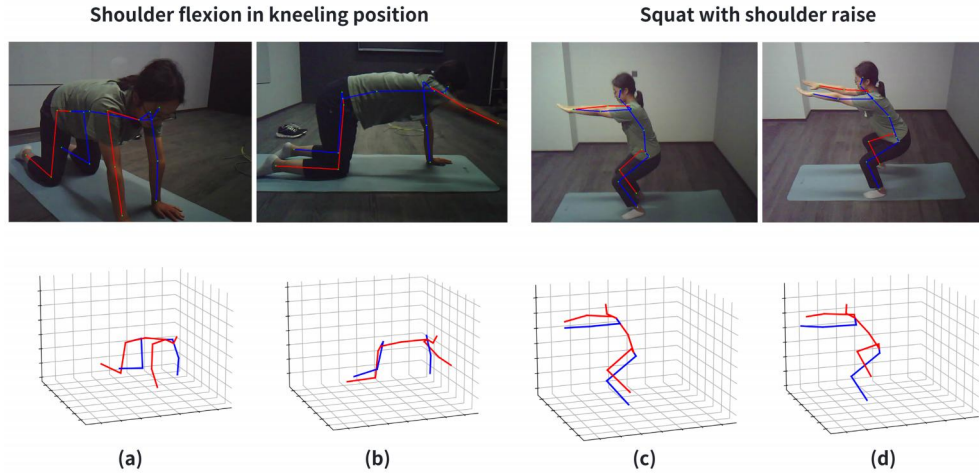 Shoulder flexion in kneeling position
Squat with shoulder raise
(a)
(b)
(c)
(d)